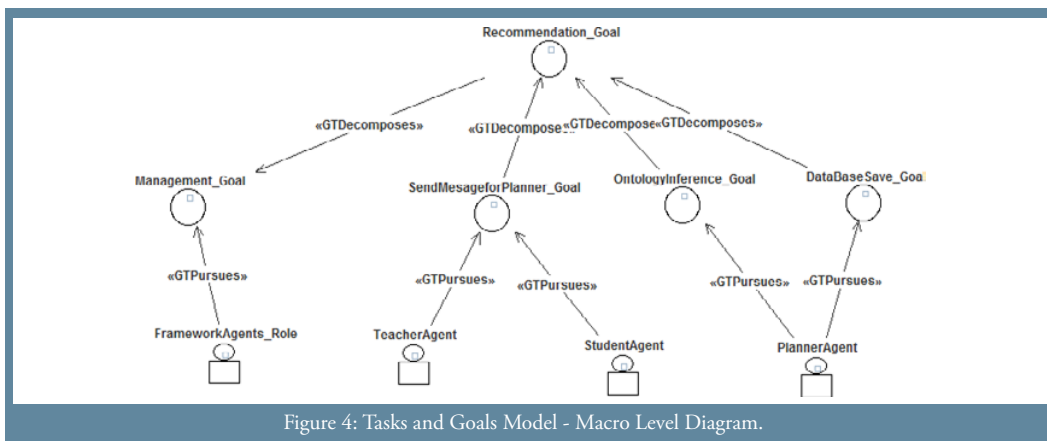 Recommendation_Goal
«GTDecomposes»
«GTDecompose
«GTDecompose
«GTDecomposes»
Management_Goal
SendMesageforPlanner_Goal
OntologyInference_Goal
DataBaseSave_Goal
«GTPursues»
«GTPursues»
«GTPursues»
«GTPursues»
«GTPursues»
FrameworkAgents_Role
TeacherAgent
StudentAgent
PlannerAgent
Figure 4: Tasks and Goals Model - Macro Level Diagram.